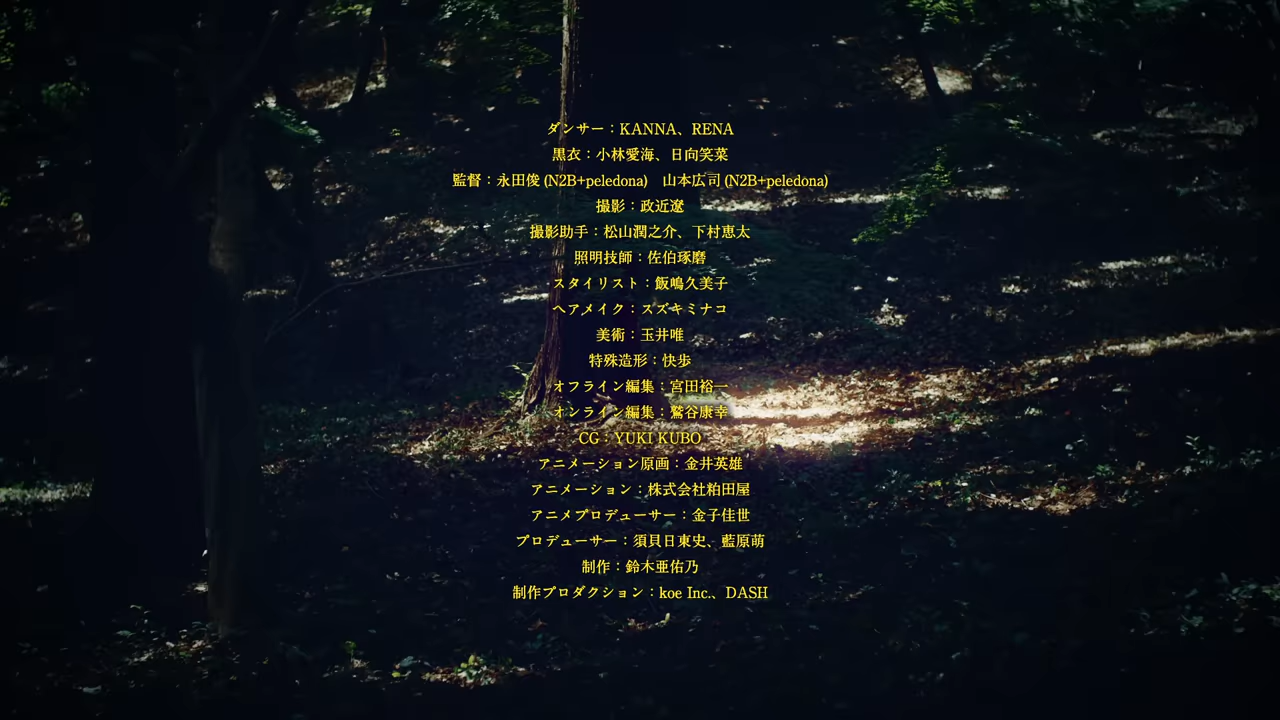 ダンサー：KANNA、RENA
黒衣：小林愛海、日向笑菜
監督：永田俊 (N2B+peledona)　山本広司 (N2B+peledona)
撮影：政近遼
撮影助手：松山潤之介、下村恵太
照明技師：佐伯琢磨
スタイリスト：飯嶋久美子
ヘアメイク：スズキミナコ
美術：玉井唯
特殊造形：快歩
オフライン編集：宮田裕一
オンライン編集：鷲谷康幸
CG：YUKI KUBO
アニメーション原画：金井英雄
アニメーション：株式会社粕田屋
アニメプロデューサー：金子佳世
プロデューサー：須貝日東史、藍原萌
制作：鈴木亜佑乃
制作プロダクション：koe Inc.、DASH